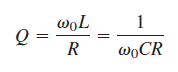 Q = ω₀L / R = 1 / ω₀CR